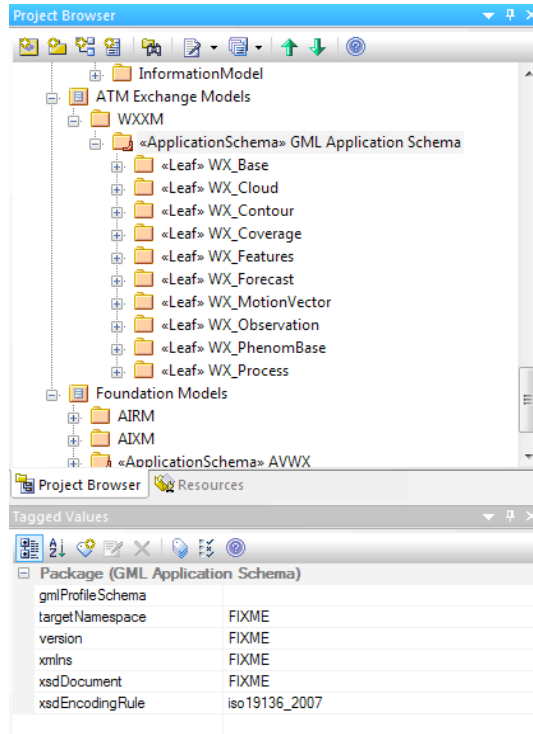 Project Browser
InformationModel
ATM Exchange Models
WXXM
«ApplicationSchema» GML Application Schema
«Leaf» WX_Base
«Leaf» WX_Cloud
«Leaf» WX_Contour
«Leaf» WX_Coverage
«Leaf» WX_Features
«Leaf» WX_Forecast
«Leaf» WX_MotionVector
«Leaf» WX_Observation
«Leaf» WX_PhenomBase
«Leaf» WX_Process
Foundation Models
AIRM
AIXM
«ApplicationSchema» AVWX
Project Browser Resources
Tagged Values
Package (GML Application Schema)
gmlProfileSchema
targetNamespace FIXME
version FIXME
xmlns FIXME
xsdDocument FIXME
xsdEncodingRule iso19136_2007